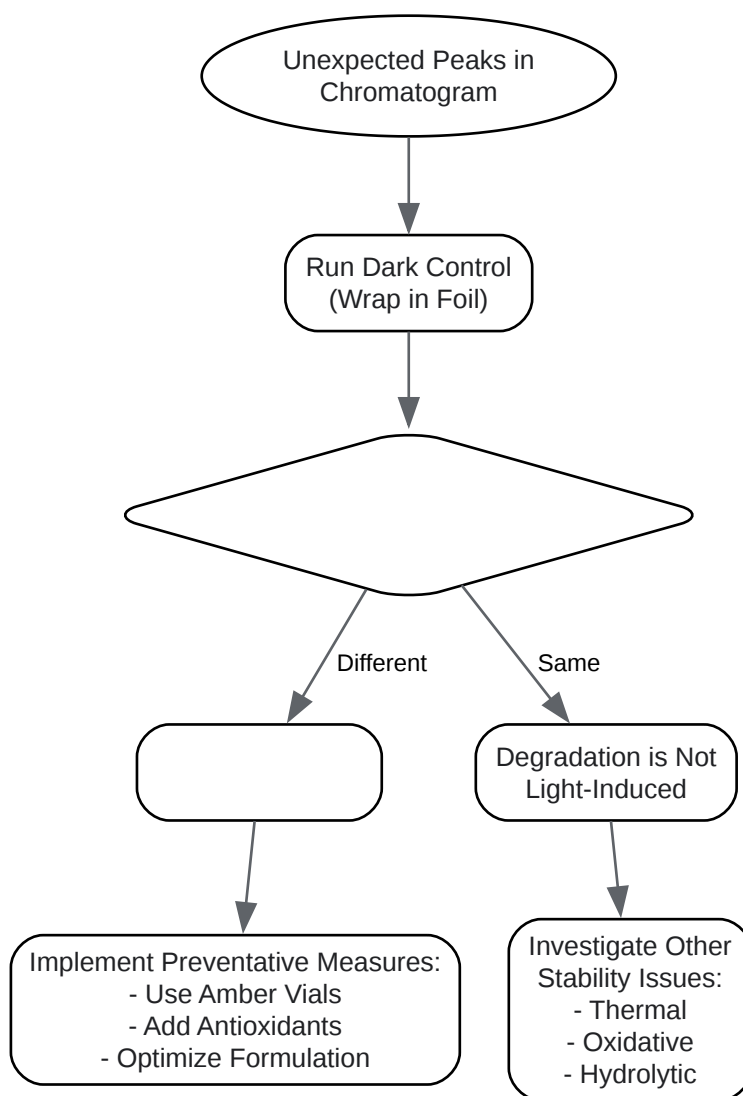 Unexpected Peaks in
Chromatogram
Run Dark Control
(Wrap in Foil)
Different
Same
Degradation is Not
Light-Induced
Implement Preventative Measures:
- Use Amber Vials
- Add Antioxidants
- Optimize Formulation
Investigate Other
Stability Issues:
- Thermal
- Oxidative
- Hydrolytic